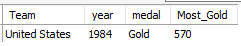 Team year medal Most_Gold
United States 1984 Gold 570